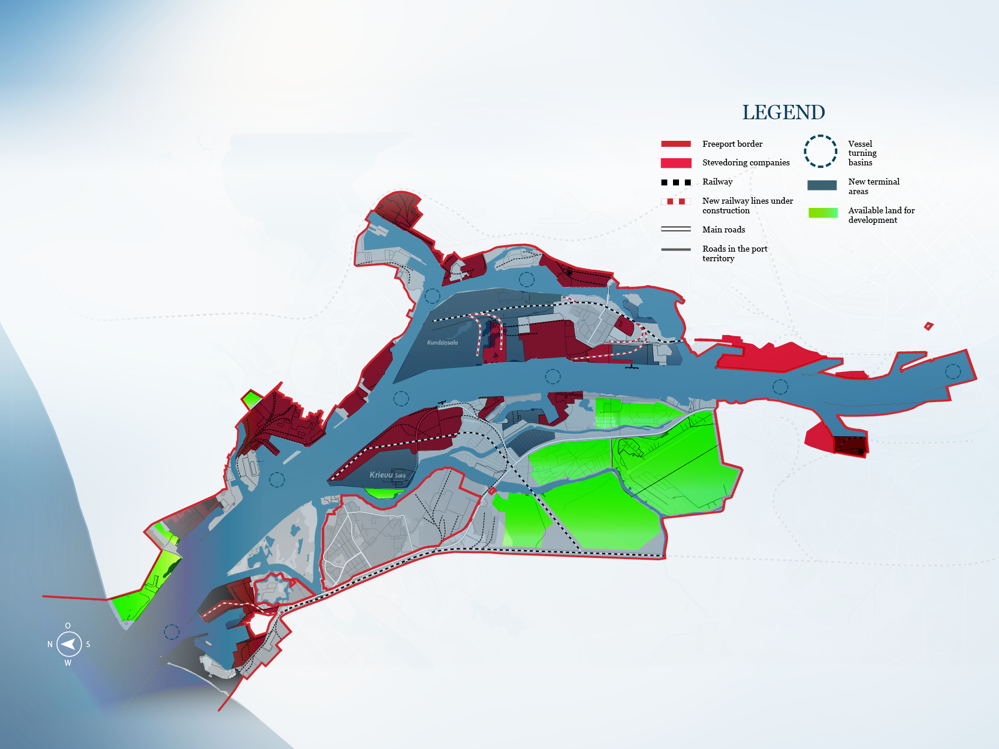 LEGEND
Freeport border
Stevedoring companies
Railway
New railway lines under
construction
Main roads
Roads in the port
territory
Vessel
turning
basins
New terminal
areas
Available land for
development
Kundziņsala
Krievu Sala
O
N
S
W